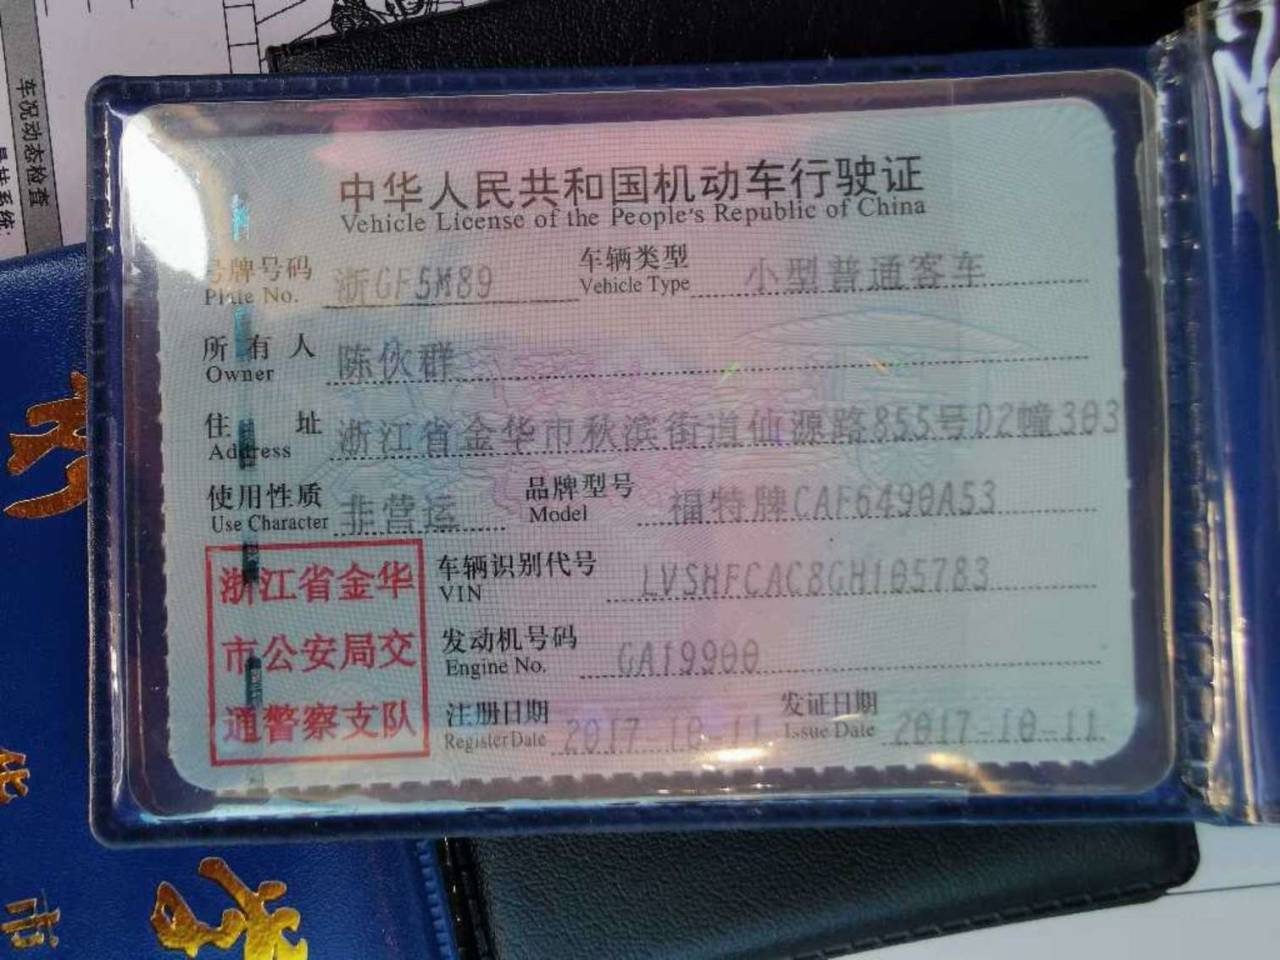 车况动态检查
中华人民共和国机动车行驶证
Vehicle License of the People's Republic of China
号牌号码 浙GF5M89 车辆类型 小型普通客车
Plate No. Vehicle Type
所有人 陈伙群
Owner
住址 浙江省金华市秋滨街道仙源路855号D2幢303
Address
使用性质 非营运 品牌型号 福特牌CAF6490A53
Use Character Model
浙江省金华
市公安局交
通警察支队
车辆识别代号 LVSHFCAC8GH105783
VIN
发动机号码 GA19900
Engine No.
注册日期 2017-10-11 发证日期 2017-10-11
Register Date Issue Date
市